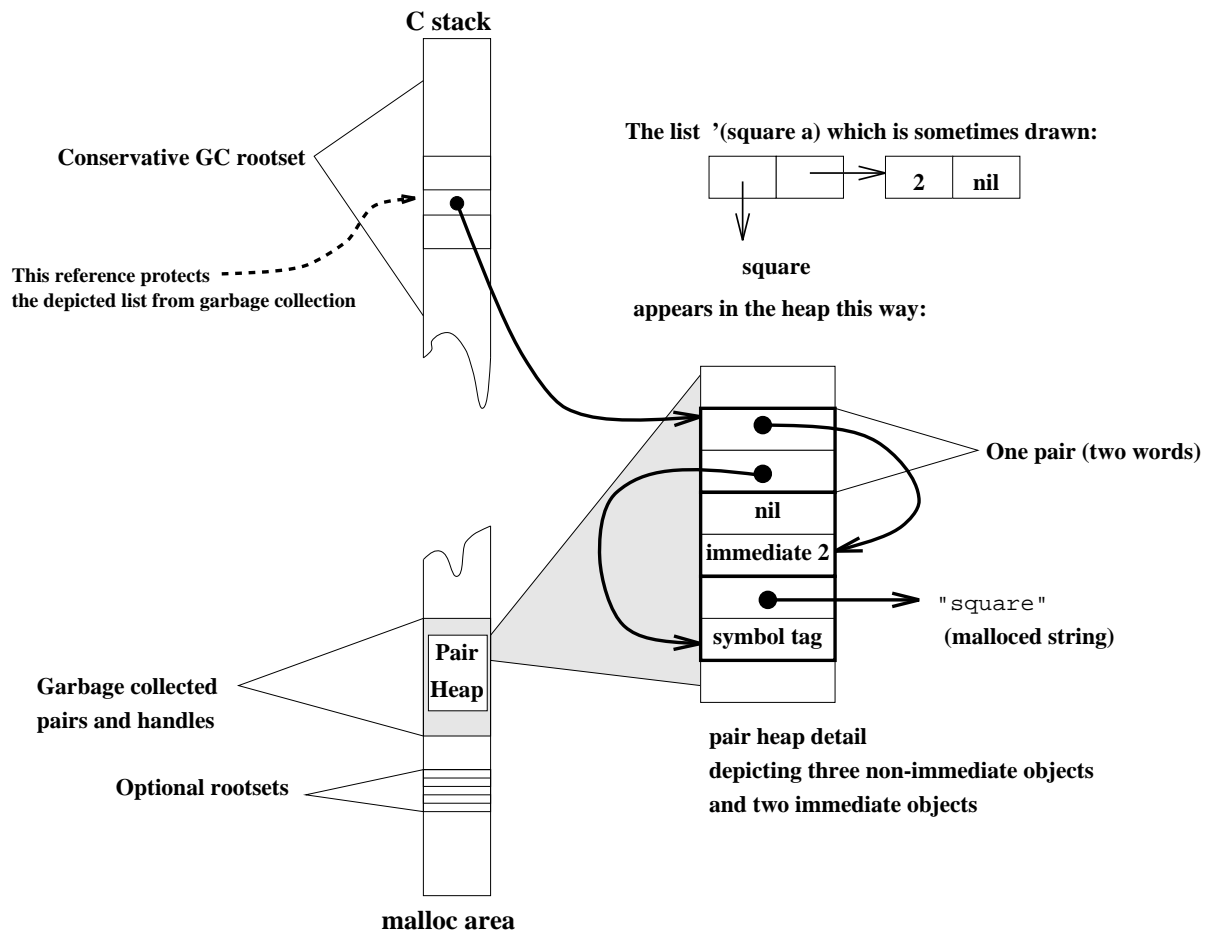 C stack
Conservative GC rootset
This reference protects
the depicted list from garbage collection
The list ’(square a) which is sometimes drawn:
2 nil
square
appears in the heap this way:
One pair (two words)
nil
immediate 2
symbol tag
"square"
(malloced string)
Pair
Heap
Garbage collected
pairs and handles
Optional rootsets
pair heap detail
depicting three non-immediate objects
and two immediate objects
malloc area